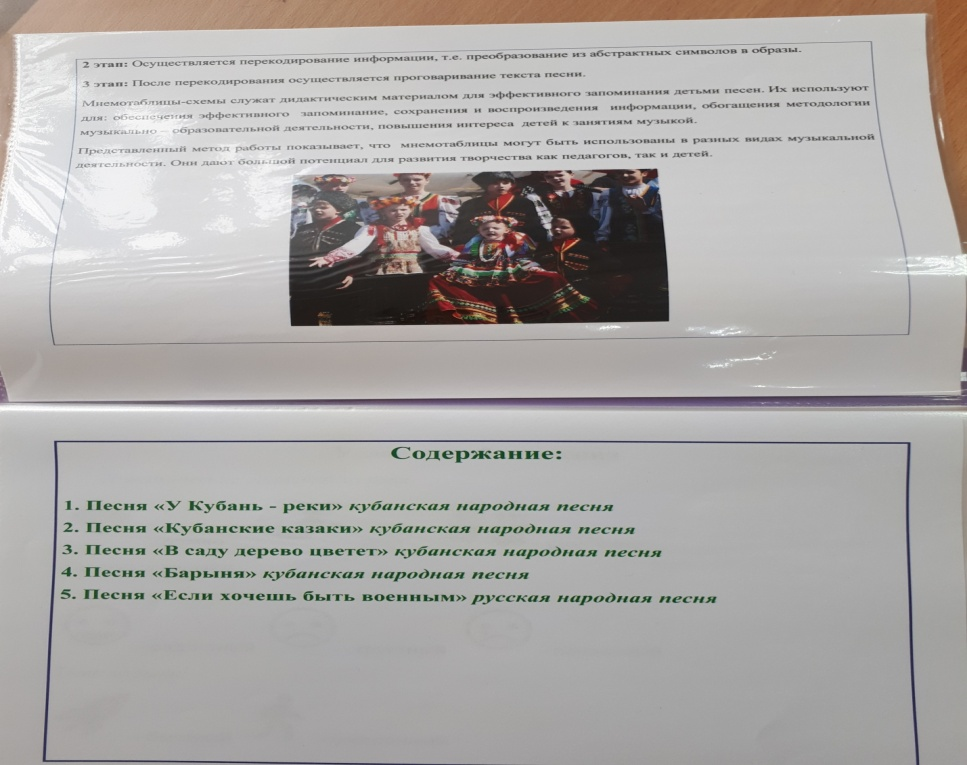 2 этап: Осуществляется перекодирование информации, т.е. преобразование из абстрактных символов в образы.
3 этап: После перекодирования осуществляется проговаривание текста песни.
Мнемотаблицы-схемы служат дидактическим материалом для эффективного запоминания детьми песен. Их используют
для: обеспечения эффективного запоминание, сохранения и воспроизведения информации, обогащения методологии
музыкально – образовательной деятельности, повышения интереса детей к занятиям музыкой.
Представленный метод работы показывает, что мнемотаблицы могут быть использованы в разных видах музыкальной
деятельности. Они дают большой потенциал для развития творчества как педагогов, так и детей.
Содержание:
1. Песня «У Кубань - реки» кубанская народная песня
2. Песня «Кубанские казаки» кубанская народная песня
3. Песня «В саду дерево цветет» кубанская народная песня
4. Песня «Барыня» кубанская народная песня
5. Песня «Если хочешь быть военным» русская народная песня